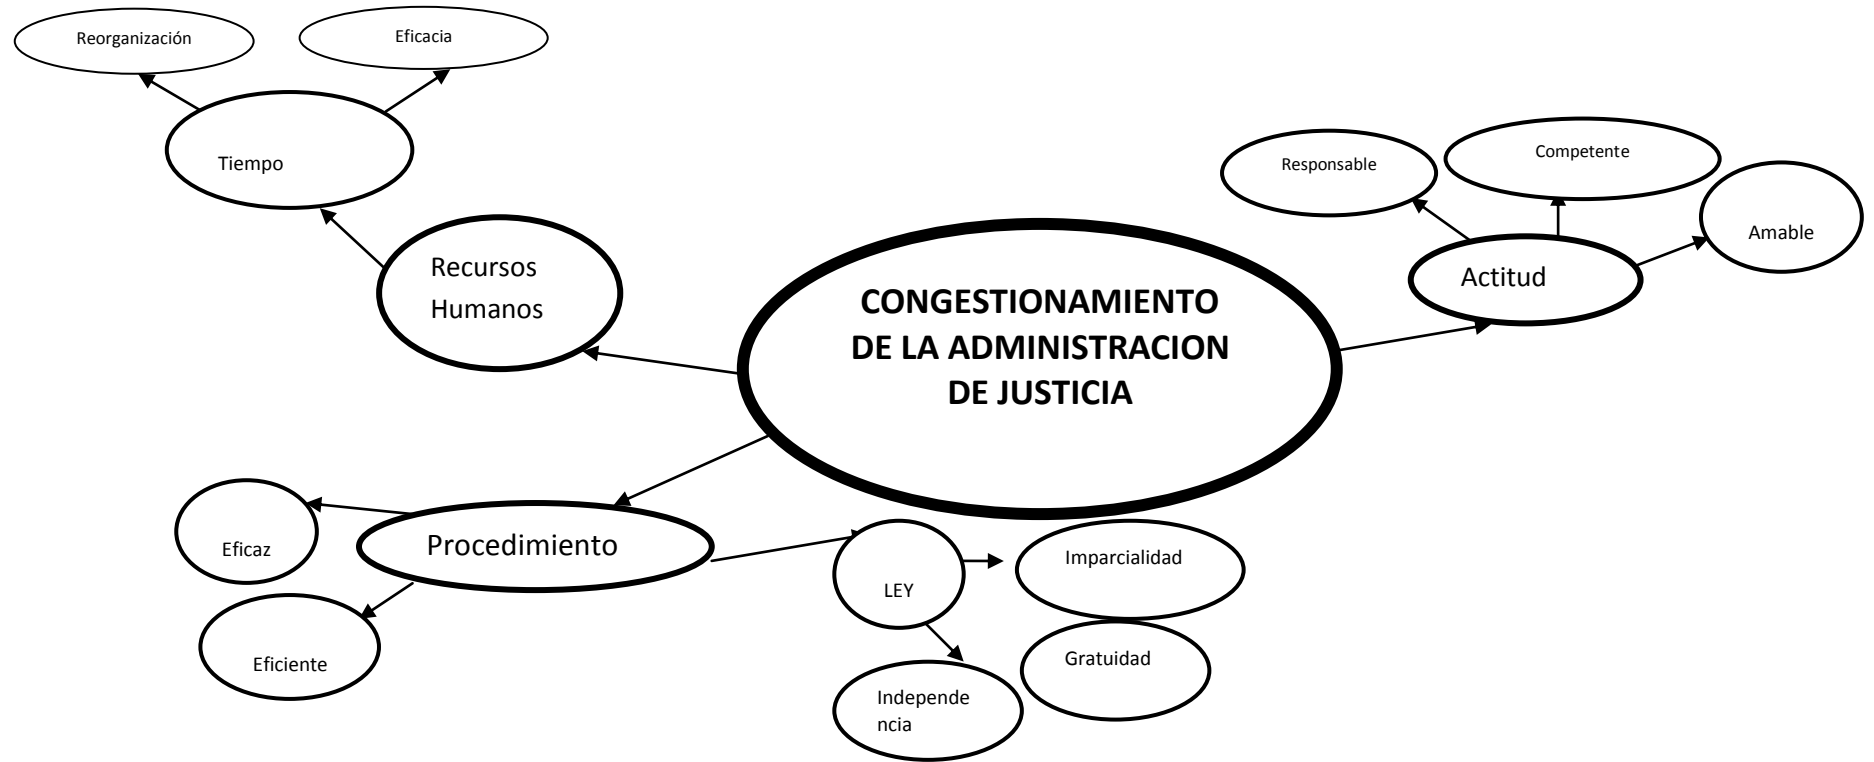 Reorganización
Eficacia
Tiempo
Responsable
Competente
Amable
Actitud
Recursos
Humanos
CONGESTIONAMIENTO
DE LA ADMINISTRACION
DE JUSTICIA
Procedimiento
Eficaz
Eficiente
LEY
Imparcialidad
Gratuidad
Independe
ncia